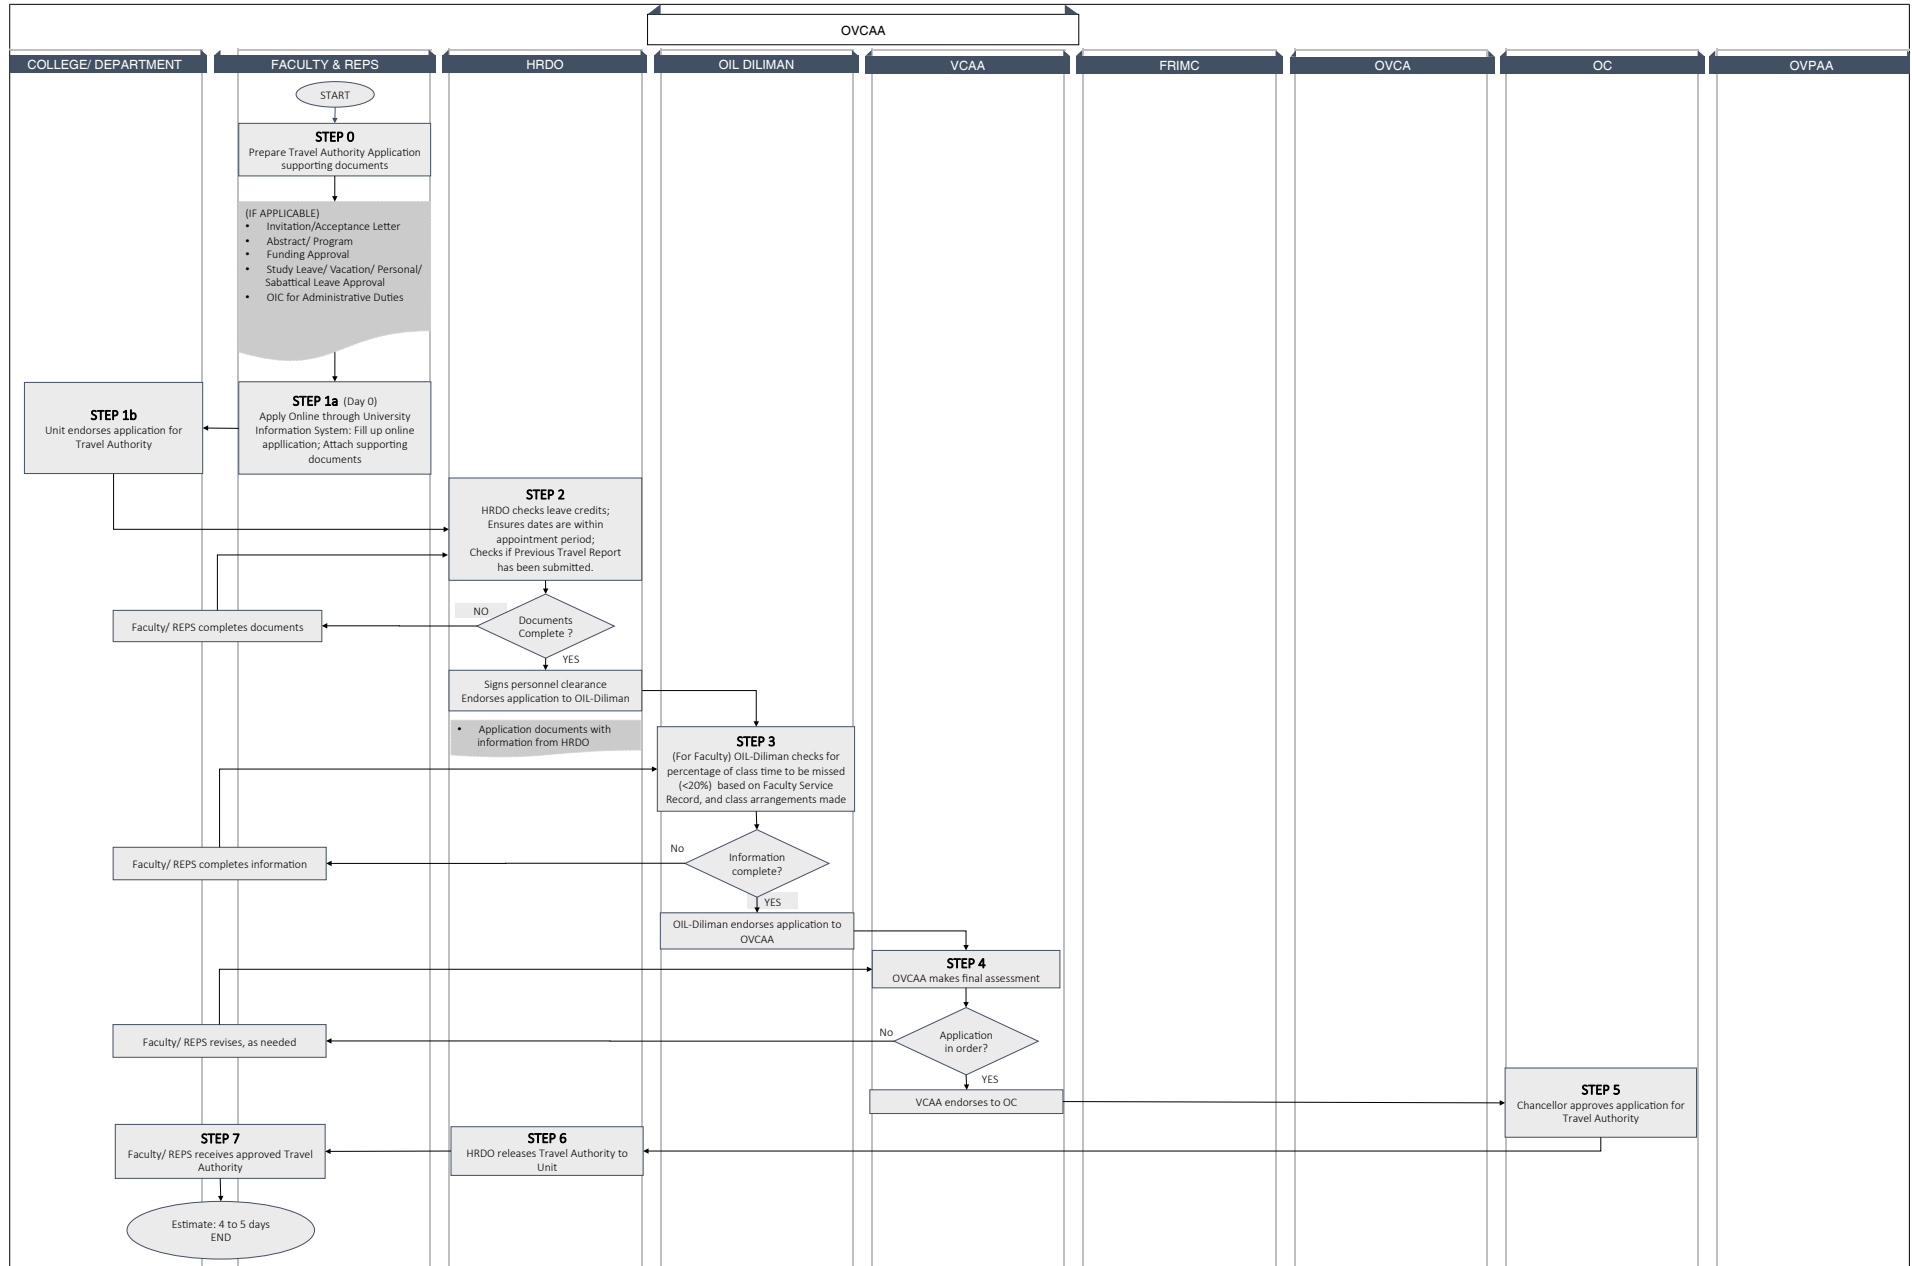 OVCAA
COLLEGE/ DEPARTMENT
FACULTY & REPS
HRDO
OIL DILIMAN
VCAA
FRIMC
OVCA
OC
OVPAA
START
STEP 0
Prepare Travel Authority Application
supporting documents
(IF APPLICABLE)
• Invitation/Acceptance Letter
• Abstract/ Program
• Funding Approval
• Study Leave/ Vacation/ Personal/
Sabattical Leave Approval
• OIC for Administrative Duties
STEP 1b
Unit endorses application for
Travel Authority
STEP 1a (Day 0)
Apply Online through University
Information System: Fill up online
appllication; Attach supporting
documents
STEP 2
HRDO checks leave credits;
Ensures dates are within
appointment period;
Checks if Previous Travel Report
has been submitted.
NO
Documents
Complete ?
Faculty/ REPS completes documents
YES
Signs personnel clearance
Endorses application to OIL-Diliman
• Application documents with
information from HRDO
STEP 3
(For Faculty) OIL-Diliman checks for
percentage of class time to be missed
(<20%) based on Faculty Service
Record, and class arrangements made
No
Information
complete?
Faculty/ REPS completes information
YES
OIL-Diliman endorses application to
OVCAA
STEP 4
OVCAA makes final assessment
No
Application
in order?
Faculty/ REPS revises, as needed
YES
VCAA endorses to OC
STEP 5
Chancellor approves application for
Travel Authority
STEP 6
HRDO releases Travel Authority to
Unit
STEP 7
Faculty/ REPS receives approved Travel
Authority
Estimate: 4 to 5 days
END